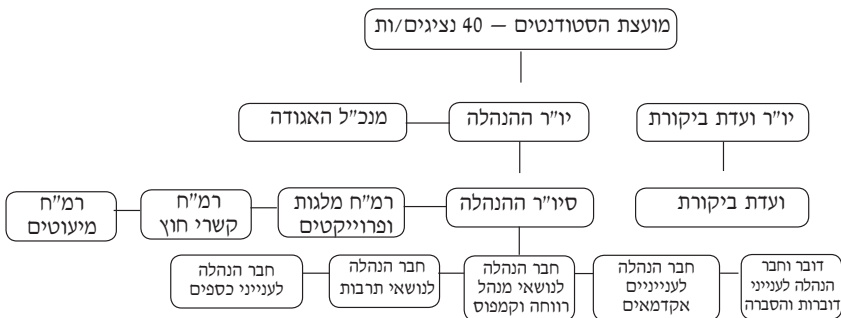 מועצת הסטודנטים – 40 נציגים/ות
יו"ר ועדת ביקורת
יו"ר ההנהלה
מנכ"ל האגודה
ועדת ביקורת
סיו"ר ההנהלה
רמ"ח מלגות
ופרוייקטים
רמ"ח
קשרי חוץ
רמ"ח
מיעוטים
דובר וחבר
הנהלה לענייני
דוברות והסברה
חבר הנהלה
לענייניים
אקדמאים
חבר הנהלה
לנושאי מנהל
רווחה וקמפוס
חבר הנהלה
לנושאי תרבות
חבר הנהלה
לענייני כספים